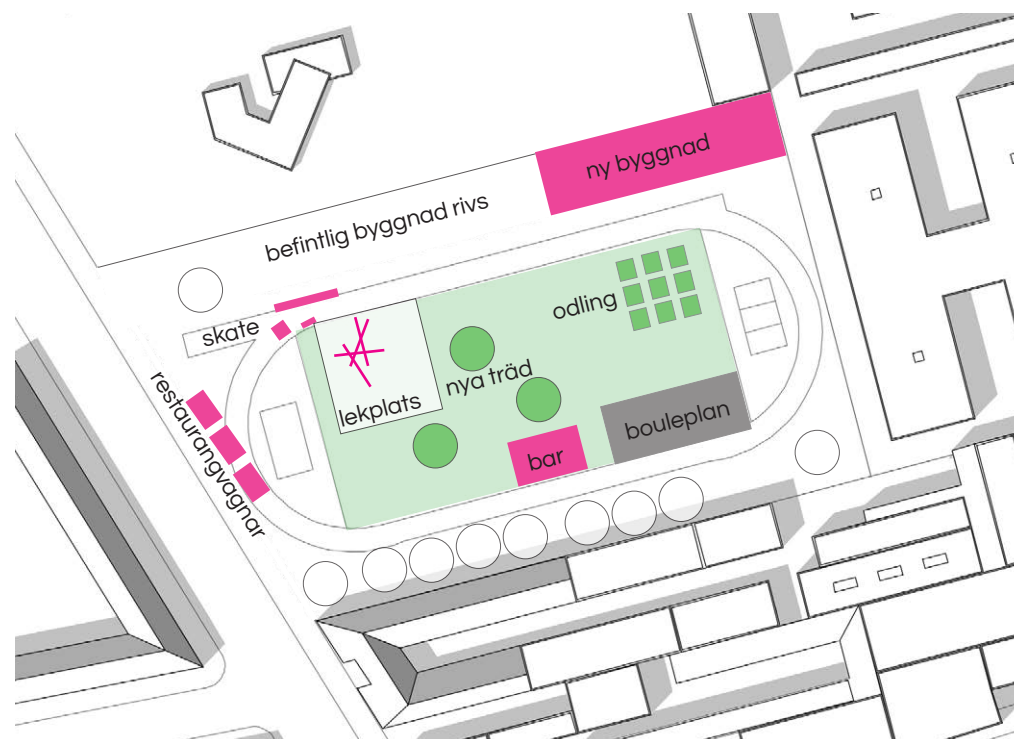 ny byggnad
befintlig byggnad rivs
odling
skate
nya träd
lekplats
restaurangvagnar
bouleplan
bar